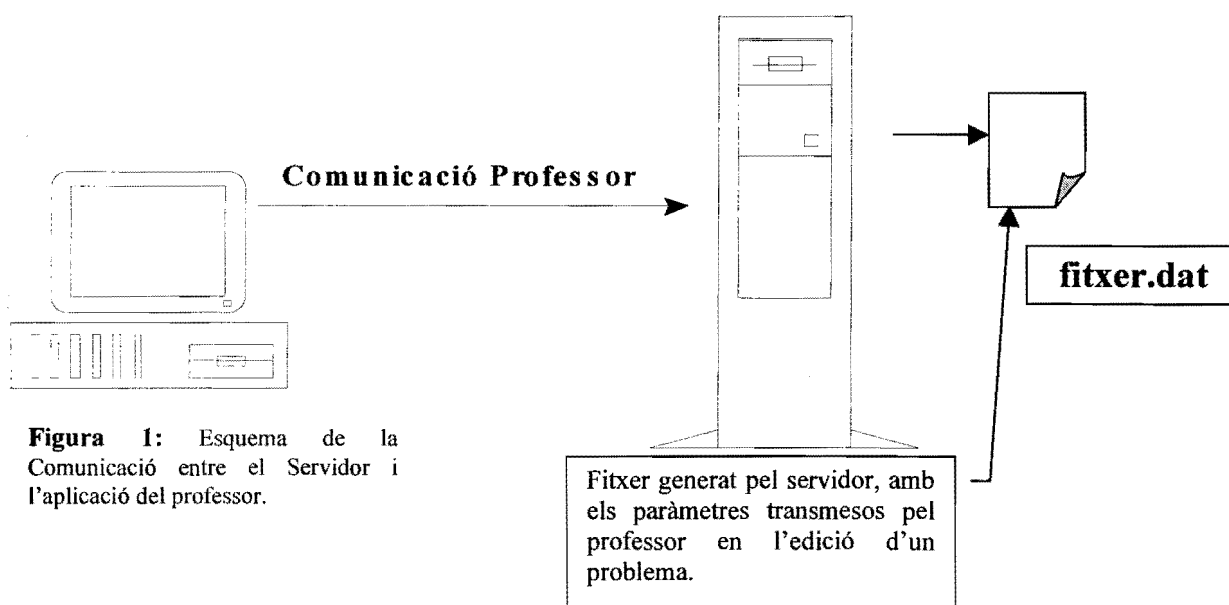 Comunicació Professor
fitxer.dat
Figura 1: Esquema de la
Comunicació entre el Servidor i
l'aplicació del professor.
Fitxer generat pel servidor, amb
els paràmetres transmesos pel
professor en l'edició d'un
problema.